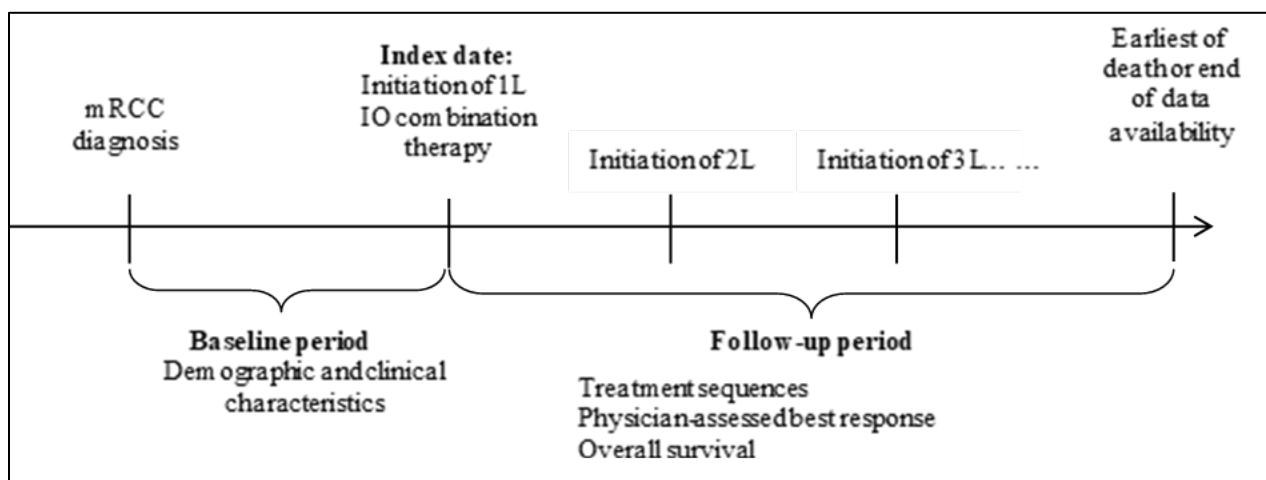 mRCC
diagnosis
Index date:
Initiation of 1L
IO combination
therapy
Initiation of 2L
Initiation of 3L... ...
Earliest of
death or end
of data
availability
Baseline period
Demographic and clinical
characteristics
Follow-up period
Treatment sequences
Physician-assessed best response
Overall survival